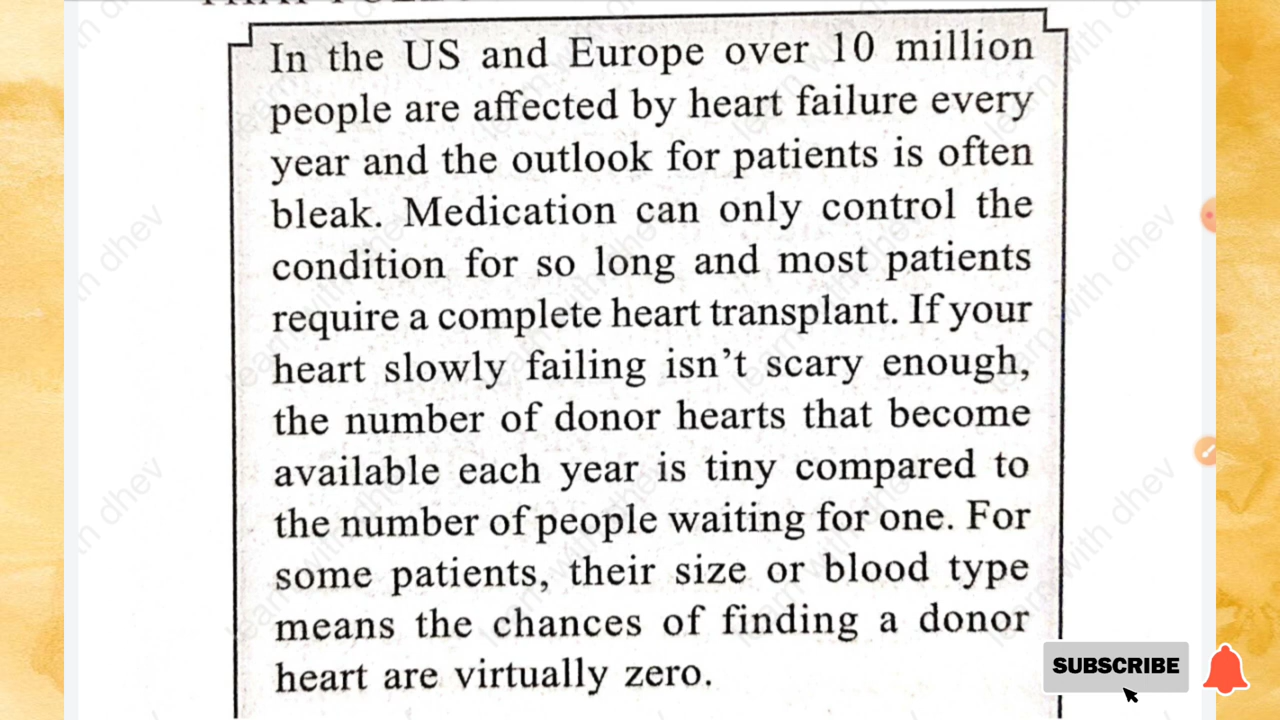 In the US and Europe over 10 million
people are affected by heart failure every
year and the outlook for patients is often
bleak. Medication can only control the
condition for so long and most patients
require a complete heart transplant. If your
heart slowly failing isn't scary enough,
the number of donor hearts that become
available each year is tiny compared to
the number of people waiting for one. For
some patients, their size or blood type
means the chances of finding a donor
heart are virtually zero.
SUBSCRIBE
learn with dhev